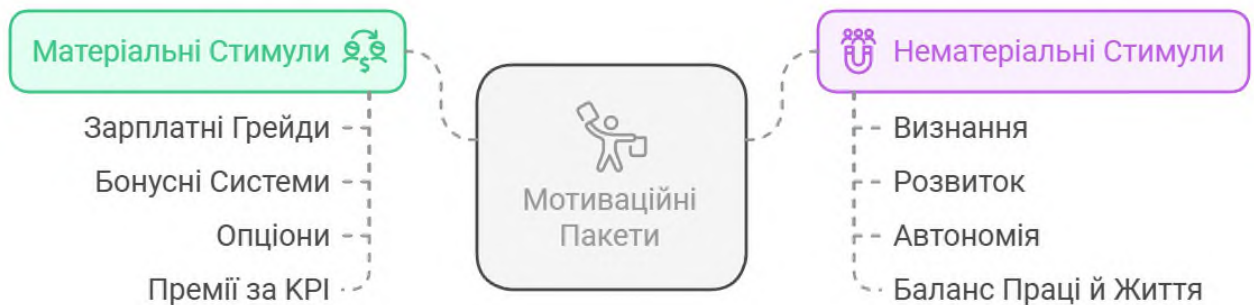 Матеріальні Стимули
Зарплатні Грейди
Бонусні Системи
Опціони
Премії за KPI
Мотиваційні
Пакети
Нематеріальні Стимули
Визнання
Розвиток
Автономія
Баланс Праці й Життя